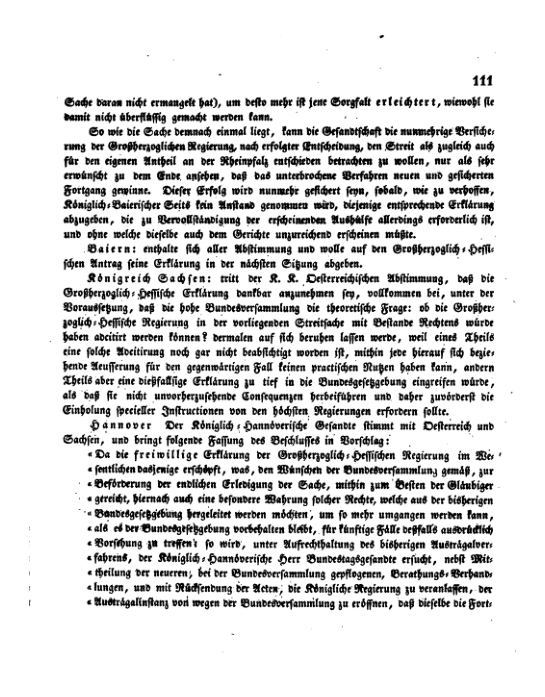 111
Sache daran nicht ermangelt hat), um desto mehr ist jene Sorgfalt erleichtert, wiewohl sie
damit nicht überflüssig gemacht werden kann.
So wie die Sache demnach einmal liegt, kann die Gesandtschaft die nunmehrige Versiche-
rung der Großherzoglichen Regierung, nach erfolgter Entscheidung, den Streit als zugleich auch
für den eigenen Antheil an der Rheinpfalz entschieden betrachten zu wollen, nur als sehr
erwünscht zu dem Ende ansehen, daß das unterbrochene Verfahren neuen und gesicherten
Fortgang gewinne. Dieser Erfolg wird nunmehr gesichert seyn, sobald, wie zu verhoffen,
Königlich-Baierischer Seits kein Anstand genommen wird, diejenige entsprechende Erklärung
abzugeben, die zu Vervollständigung der erscheinenden Aushülfe allerdings erforderlich ist,
und ohne welche dieselbe auch dem Gerichte unzureichend erscheinen müßte.
Baiern: enthalte sich aller Abstimmung und wolle auf den Großherzoglich-Hessi-
schen Antrag seine Erklärung in der nächsten Sitzung abgeben.
Königreich Sachsen: tritt der K. K. Oesterreichischen Abstimmung, daß die
Großherzoglich-Hessische Erklärung dankbar anzunehmen sey, vollkommen bei, unter der
Voraussetzung, daß die hohe Bundesversammlung die theoretische Frage: ob die Großher-
zoglich-Hessische Regierung in der vorliegenden Streitsache mit Bestande Rechtens würde
haben adcitirt werden können? dermalen auf sich beruhen lassen werde, weil eines Theils
eine solche Adcitirung noch gar nicht beabsichtigt worden ist, mithin jede hierauf sich bezie-
hende Aeusserung für den gegenwärtigen Fall keinen practischen Nutzen haben kann, andern
Theils aber eine dießfallsige Erklärung zu tief in die Bundesgesetzgebung eingreifen würde,
als daß sie nicht unvorherzusehende Consequenzen herbeiführen und daher zuvörderst die
Einholung specieller Instructionen von den höchsten Regierungen erfordern sollte.
Hannover Der Königlich-Hannöverische Gesandte stimmt mit Oesterreich und
Sachsen, und bringt folgende Fassung des Beschlusses in Vorschlag:
«Da die freiwillige Erklärung der Großherzoglich-Hessischen Regierung im We-
«sentlichen dasjenige erschöpft, was, den Wünschen der Bundesversammlung gemäß, zur
«Beförderung der endlichen Erledigung der Sache, mithin zum Besten der Gläubiger
«gereicht, hiernach auch eine besondere Wahrung solcher Rechte, welche aus der bisherigen
«Bundesgesetzgebung hergeleitet werden möchten, um so mehr umgangen werden kann,
«als es der Bundesgesetzgebung vorbehalten bleibt, für künftige Fälle deßfalls ausdrücklich
«Vorsehung zu treffen: so wird, unter Aufrechthaltung des bisherigen Austrägalver-
«fahrens, der Königlich-Hannöverische Herr Bundestagsgesandte ersucht, nebst Mit-
«theilung der neueren, bei der Bundesversammlung gepflogenen, Berathungs-Verhand-
«lungen, und mit Rücksendung der Acten, die Königliche Regierung zu veranlassen, der
«Austrägalinstanz von wegen der Bundesversammlung zu eröffnen, daß dieselbe die Fort-